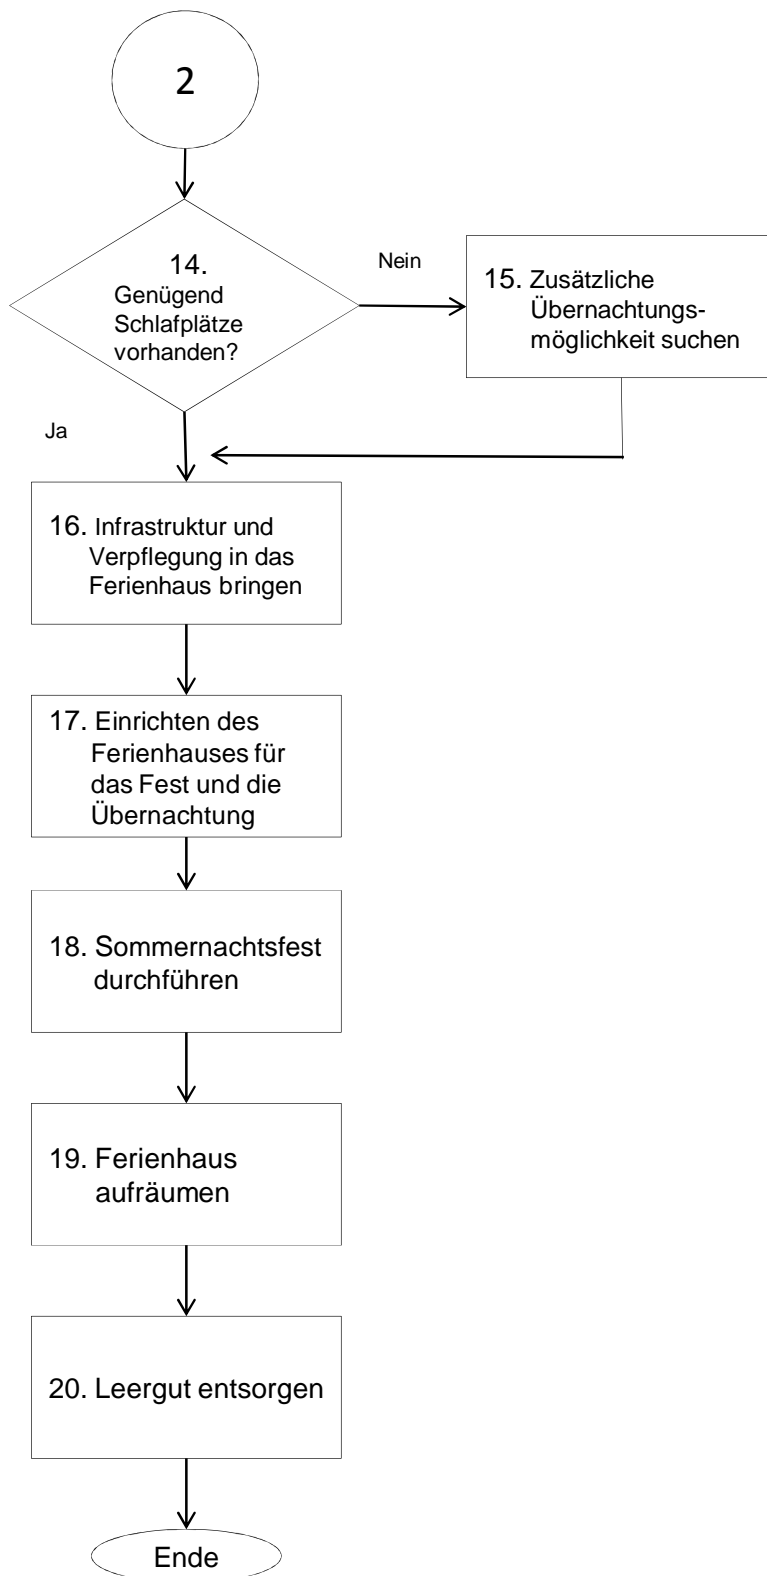 2
14.
Genügend
Schlafplätze
vorhanden?
Nein
15. Zusätzliche
Übernachtungs-
möglichkeit suchen
Ja
16. Infrastruktur und
Verpflegung in das
Ferienhaus bringen
17. Einrichten des
Ferienhauses für
das Fest und die
Übernachtung
18. Sommernachtsfest
durchführen
19. Ferienhaus
aufräumen
20. Leergut entsorgen
Ende